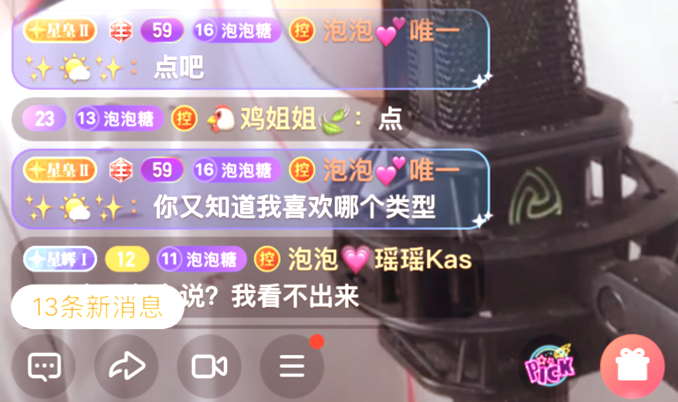 星皇II 59 16 泡泡糖 控 泡泡💕唯一
✨🌤️✨：点吧
23 13 泡泡糖 控 🐔鸡姐姐🌿：点
星皇II 59 16 泡泡糖 控 泡泡💕唯一
✨🌤️✨：你又知道我喜欢哪个类型
星辉I 12 11 泡泡糖 控 泡泡💗瑶瑶Kas
说？我看不出来
13条新消息
PICK